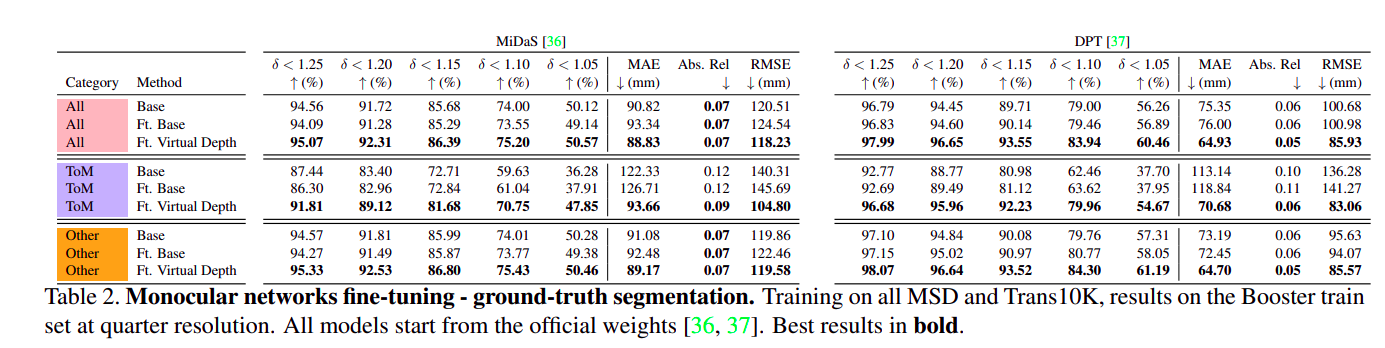 MiDaS [36] DPT [37]
δ < 1.25 δ < 1.20 δ < 1.15 δ < 1.10 δ < 1.05 MAE Abs. Rel RMSE δ < 1.25 δ < 1.20 δ < 1.15 δ < 1.10 δ < 1.05 MAE Abs. Rel RMSE
Category Method ↑ (%) ↑ (%) ↑ (%) ↑ (%) ↑ (%) ↓ (mm) ↓ ↓ (mm) ↑ (%) ↑ (%) ↑ (%) ↑ (%) ↑ (%) ↓ (mm) ↓ ↓ (mm)
All Base 94.56 91.72 85.68 74.00 50.12 90.82 0.07 120.51 96.79 94.45 89.71 79.00 56.26 75.35 0.06 100.68
All Ft. Base 94.09 91.28 85.29 73.55 49.14 93.34 0.07 124.54 96.83 94.60 90.14 79.46 56.89 76.00 0.06 100.98
All Ft. Virtual Depth 95.07 92.31 86.39 75.20 50.57 88.83 0.07 118.23 97.99 96.65 93.55 83.94 60.46 64.93 0.05 85.93
ToM Base 87.44 83.40 72.71 59.63 36.28 122.33 0.12 140.31 92.77 88.77 80.98 62.46 37.70 113.14 0.10 136.28
ToM Ft. Base 86.30 82.96 72.84 61.04 37.91 126.71 0.12 145.69 92.69 89.49 81.12 63.62 37.95 118.84 0.11 141.27
ToM Ft. Virtual Depth 91.81 89.12 81.68 70.75 47.85 93.66 0.09 104.80 96.68 95.96 92.23 79.96 54.67 70.68 0.06 83.06
Other Base 94.57 91.81 85.99 74.01 50.28 91.08 0.07 119.86 97.10 94.84 90.08 79.76 57.31 73.19 0.06 95.63
Other Ft. Base 94.27 91.49 85.87 73.77 49.38 92.48 0.07 122.46 97.15 95.02 90.97 80.77 58.05 72.45 0.06 94.07
Other Ft. Virtual Depth 95.33 92.53 86.80 75.43 50.46 89.17 0.07 119.58 98.07 96.64 93.52 84.30 61.19 64.70 0.05 85.57
Table 2. Monocular networks fine-tuning - ground-truth segmentation. Training on all MSD and Trans10K, results on the Booster train
set at quarter resolution. All models start from the official weights [36, 37]. Best results in bold.